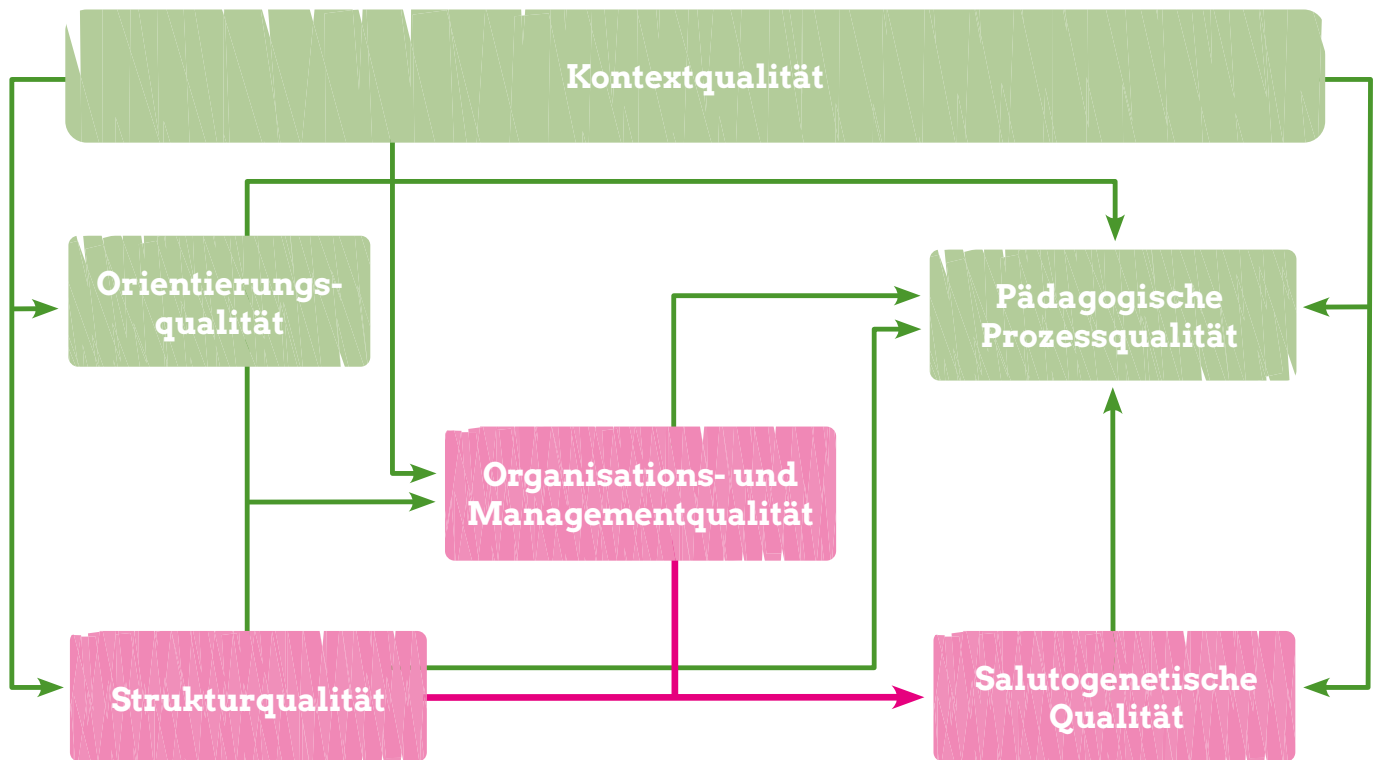 Kontextqualität
Orientierungs-
qualität
Pädagogische
Prozessqualität
Organisations- und
Managementqualität
Strukturqualität
Salutogenetische
Qualität